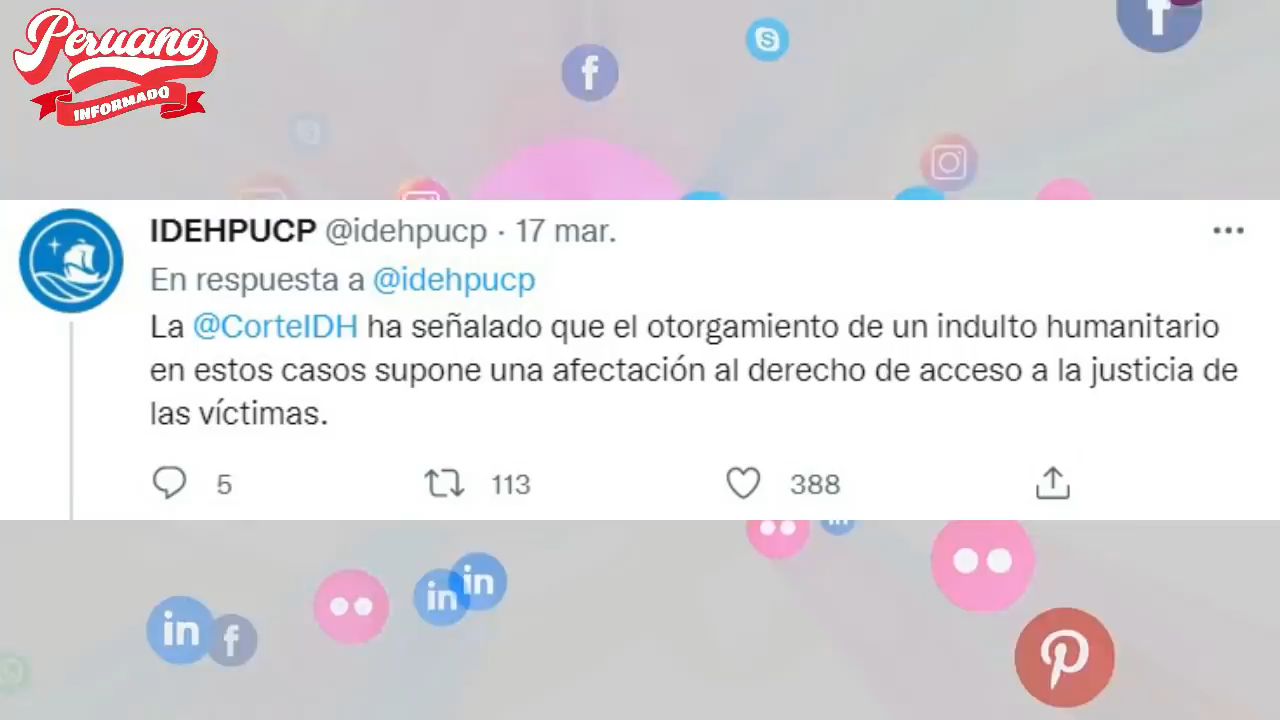 Peruano
INFORMADO
IDEHPUCP @idehpucp · 17 mar.
En respuesta a @idehpucp
La @CorteIDH ha señalado que el otorgamiento de un indulto humanitario
en estos casos supone una afectación al derecho de acceso a la justicia de
las víctimas.
5 113 388